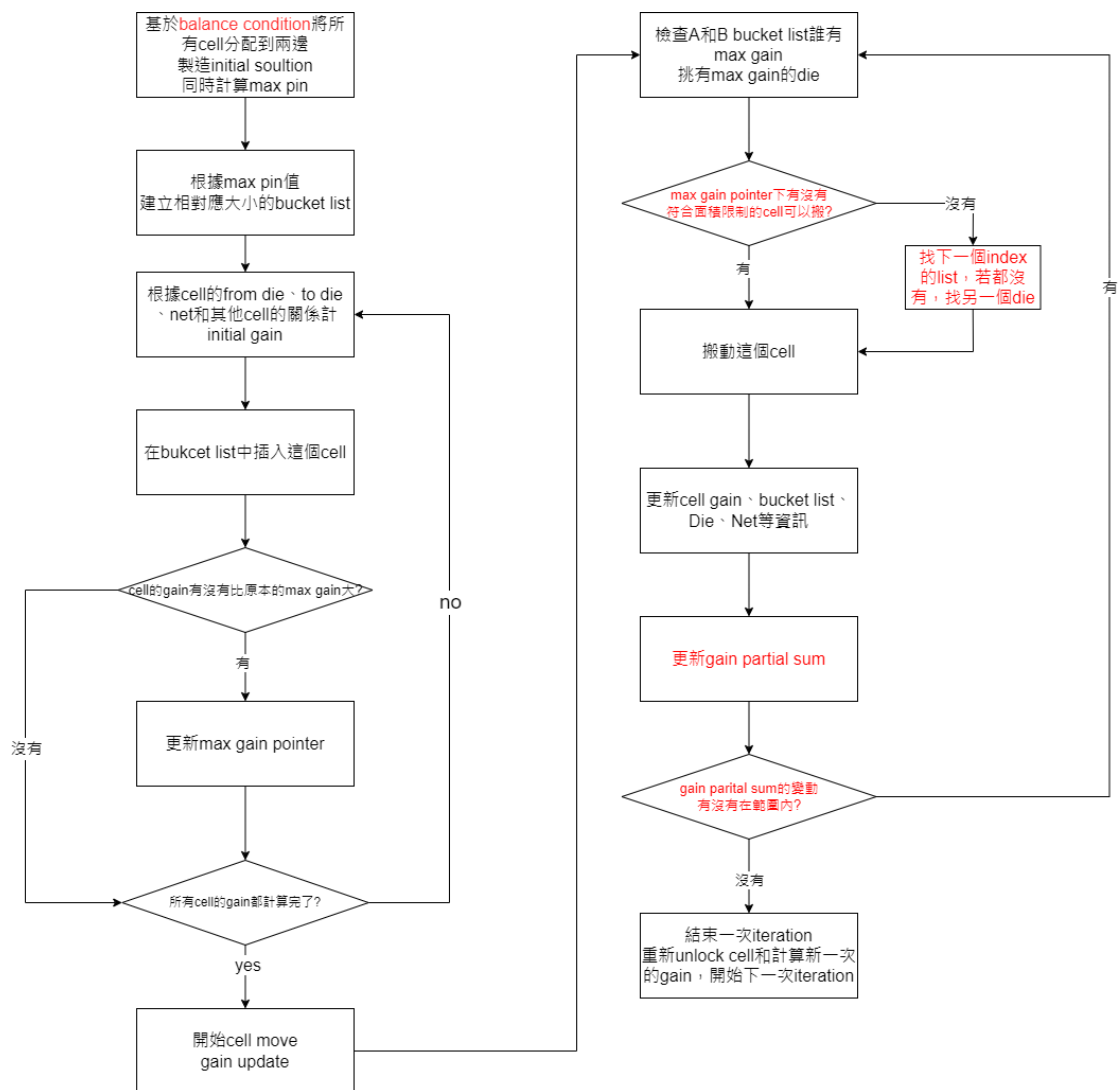 基於balance condition將所
有cell分配到兩邊
製造initial soultion
同時計算max pin
根據max pin值
建立相對應大小的bucket list
根據cell的from die、to die
、net和其他cell的關係計
initial gain
在bukcet list中插入這個cell
cell的gain有沒有比原本的max gain大?
有
沒有
更新max gain pointer
所有cell的gain都計算完了?
no
yes
開始cell move
gain update
檢查A和B bucket list誰有
max gain
挑有max gain的die
max gain pointer下有沒有
符合面積限制的cell可以搬?
沒有
有
找下一個index
的list，若都沒
有，找另一個die
搬動這個cell
更新cell gain、bucket list、
Die、Net等資訊
更新gain partial sum
gain parital sum的變動
有沒有在範圍內?
有
沒有
結束一次iteration
重新unlock cell和計算新一次
的gain，開始下一次iteration